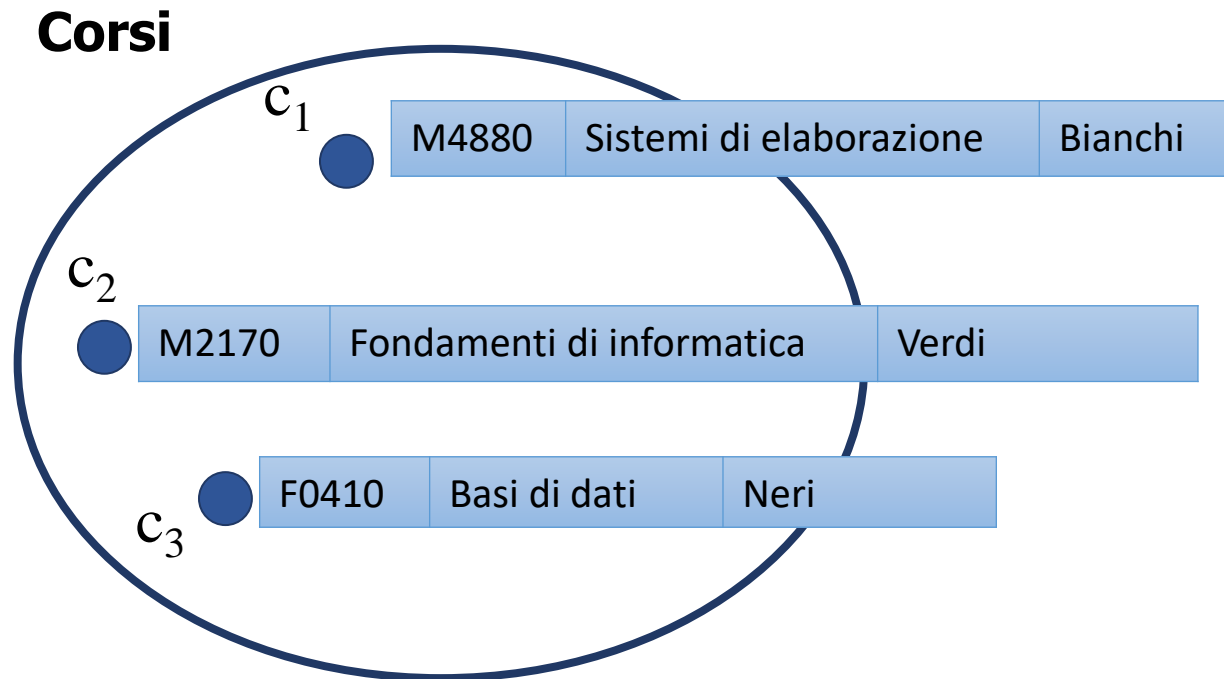 Corsi
c₁
M4880 Sistemi di elaborazione Bianchi
c₂
M2170 Fondamenti di informatica Verdi
F0410 Basi di dati Neri
c₃